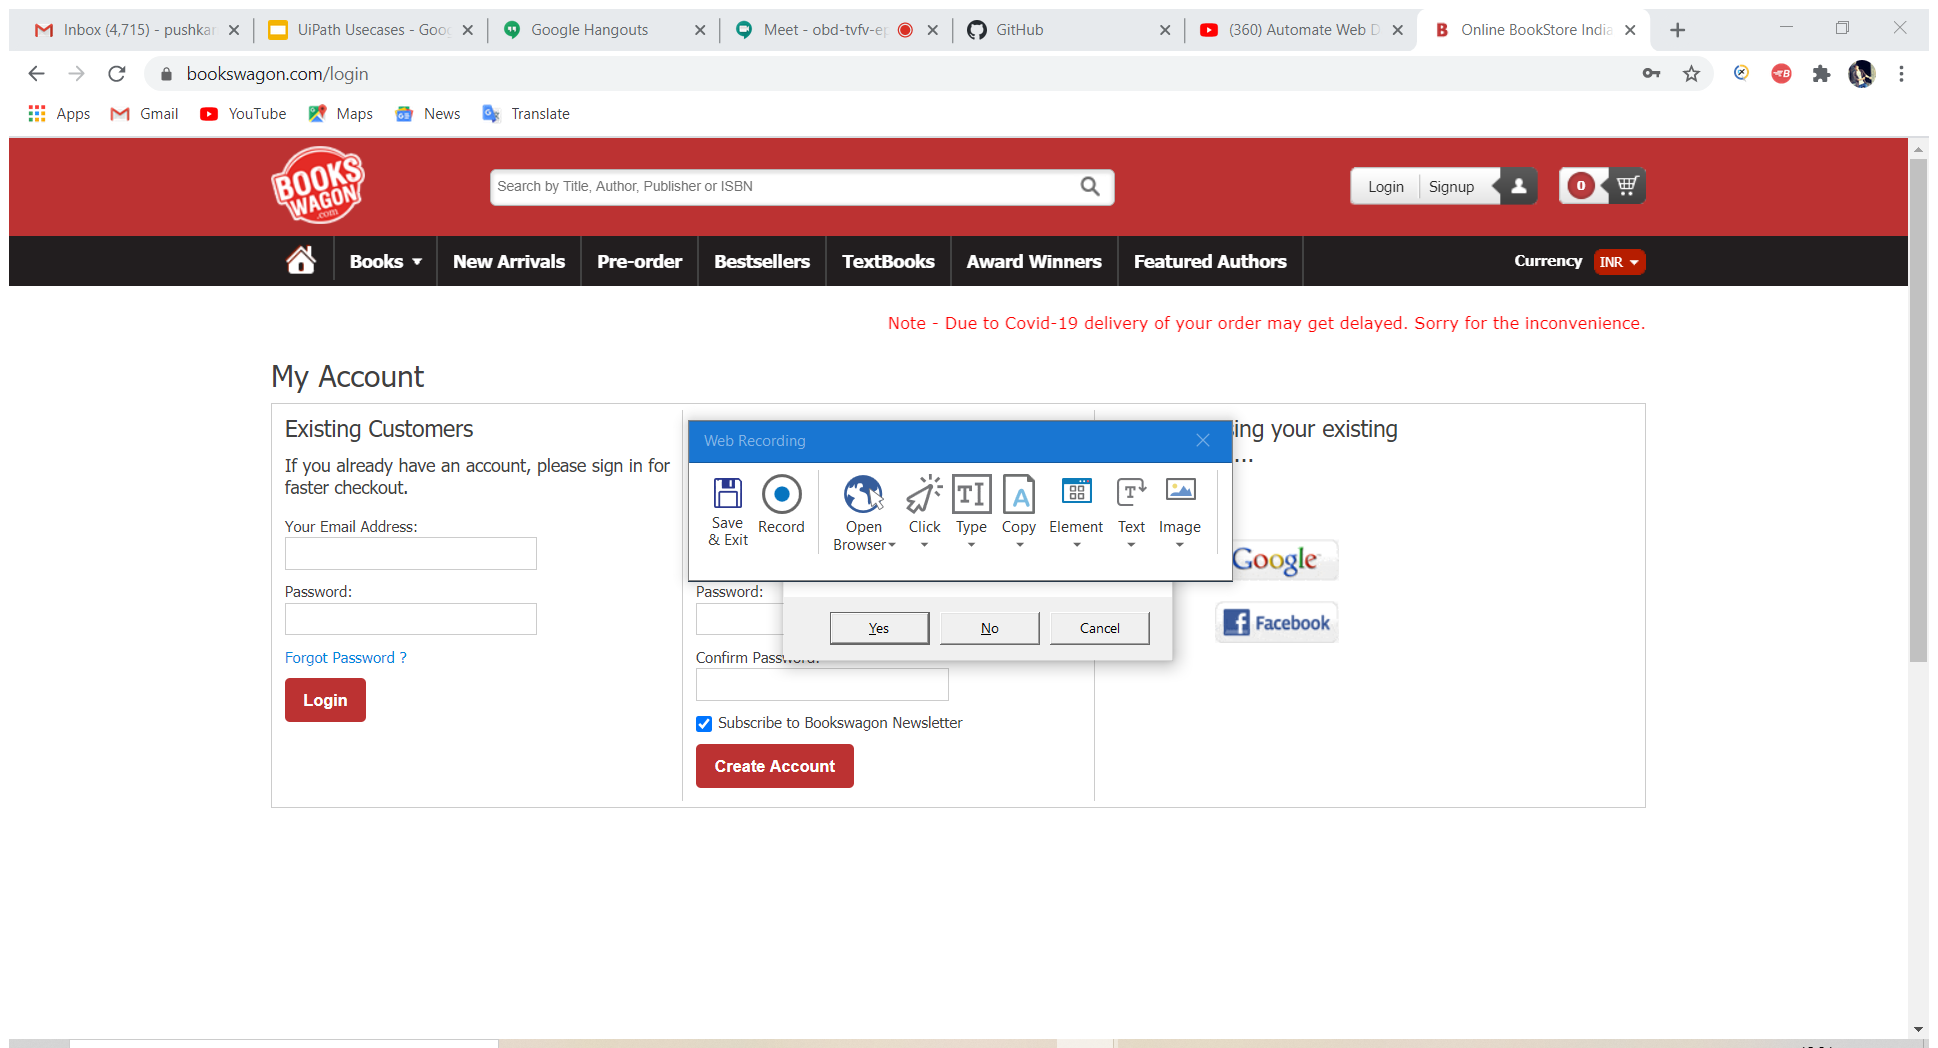 Inbox (4,715) - pushkar
UiPath Usecases - Goog
Google Hangouts
Meet - obd-tvfv-ep
GitHub
(360) Automate Web D
Online BookStore India
bookswagon.com/login
Apps
Gmail
YouTube
Maps
News
Translate
BOOKS
WAGON
.com
Search by Title, Author, Publisher or ISBN
Login
Signup
0
Books
New Arrivals
Pre-order
Bestsellers
TextBooks
Award Winners
Featured Authors
Currency
INR
Note - Due to Covid-19 delivery of your order may get delayed. Sorry for the inconvenience.
My Account
Existing Customers
If you already have an account, please sign in for
faster checkout.
Your Email Address:
Password:
Forgot Password ?
Login
Web Recording
Save
& Exit
Record
Open
Browser
Click
Type
Copy
Element
Text
Image
Yes
No
Cancel
Password:
Confirm Password:
Subscribe to Bookswagon Newsletter
Create Account
ing your existing
...
Google
Facebook